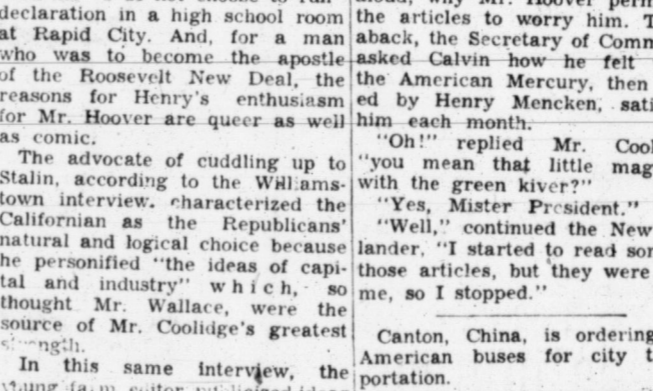 declaration in a high school room
at Rapid City. And, for a man
who was to become the apostle
of the Roosevelt New Deal, the
reasons for Henry's enthusiasm
for Mr. Hoover are queer as well
as comic.
The advocate of cuddling up to
Stalin, according to the Williams-
town interview, characterized the
Californian as the Republicans'
natural and logical choice because
he personified "the ideas of capi-
tal and industry" which, so
thought Mr. Wallace, were the
source of Mr. Coolidge's greatest
strength.
In this same interview, the
the articles to worry him. T
aback, the Secretary of Comm
asked Calvin how he felt
the American Mercury, then
ed by Henry Mencken, sati
him each month.
"Oh!" replied Mr. Cool
"you mean that little mag
with the green kiver?"
"Yes, Mister President."
"Well," continued the New
lander, "I started to read som
those articles, but they were
me, so I stopped."
Canton, China, is ordering
American buses for city t
portation.